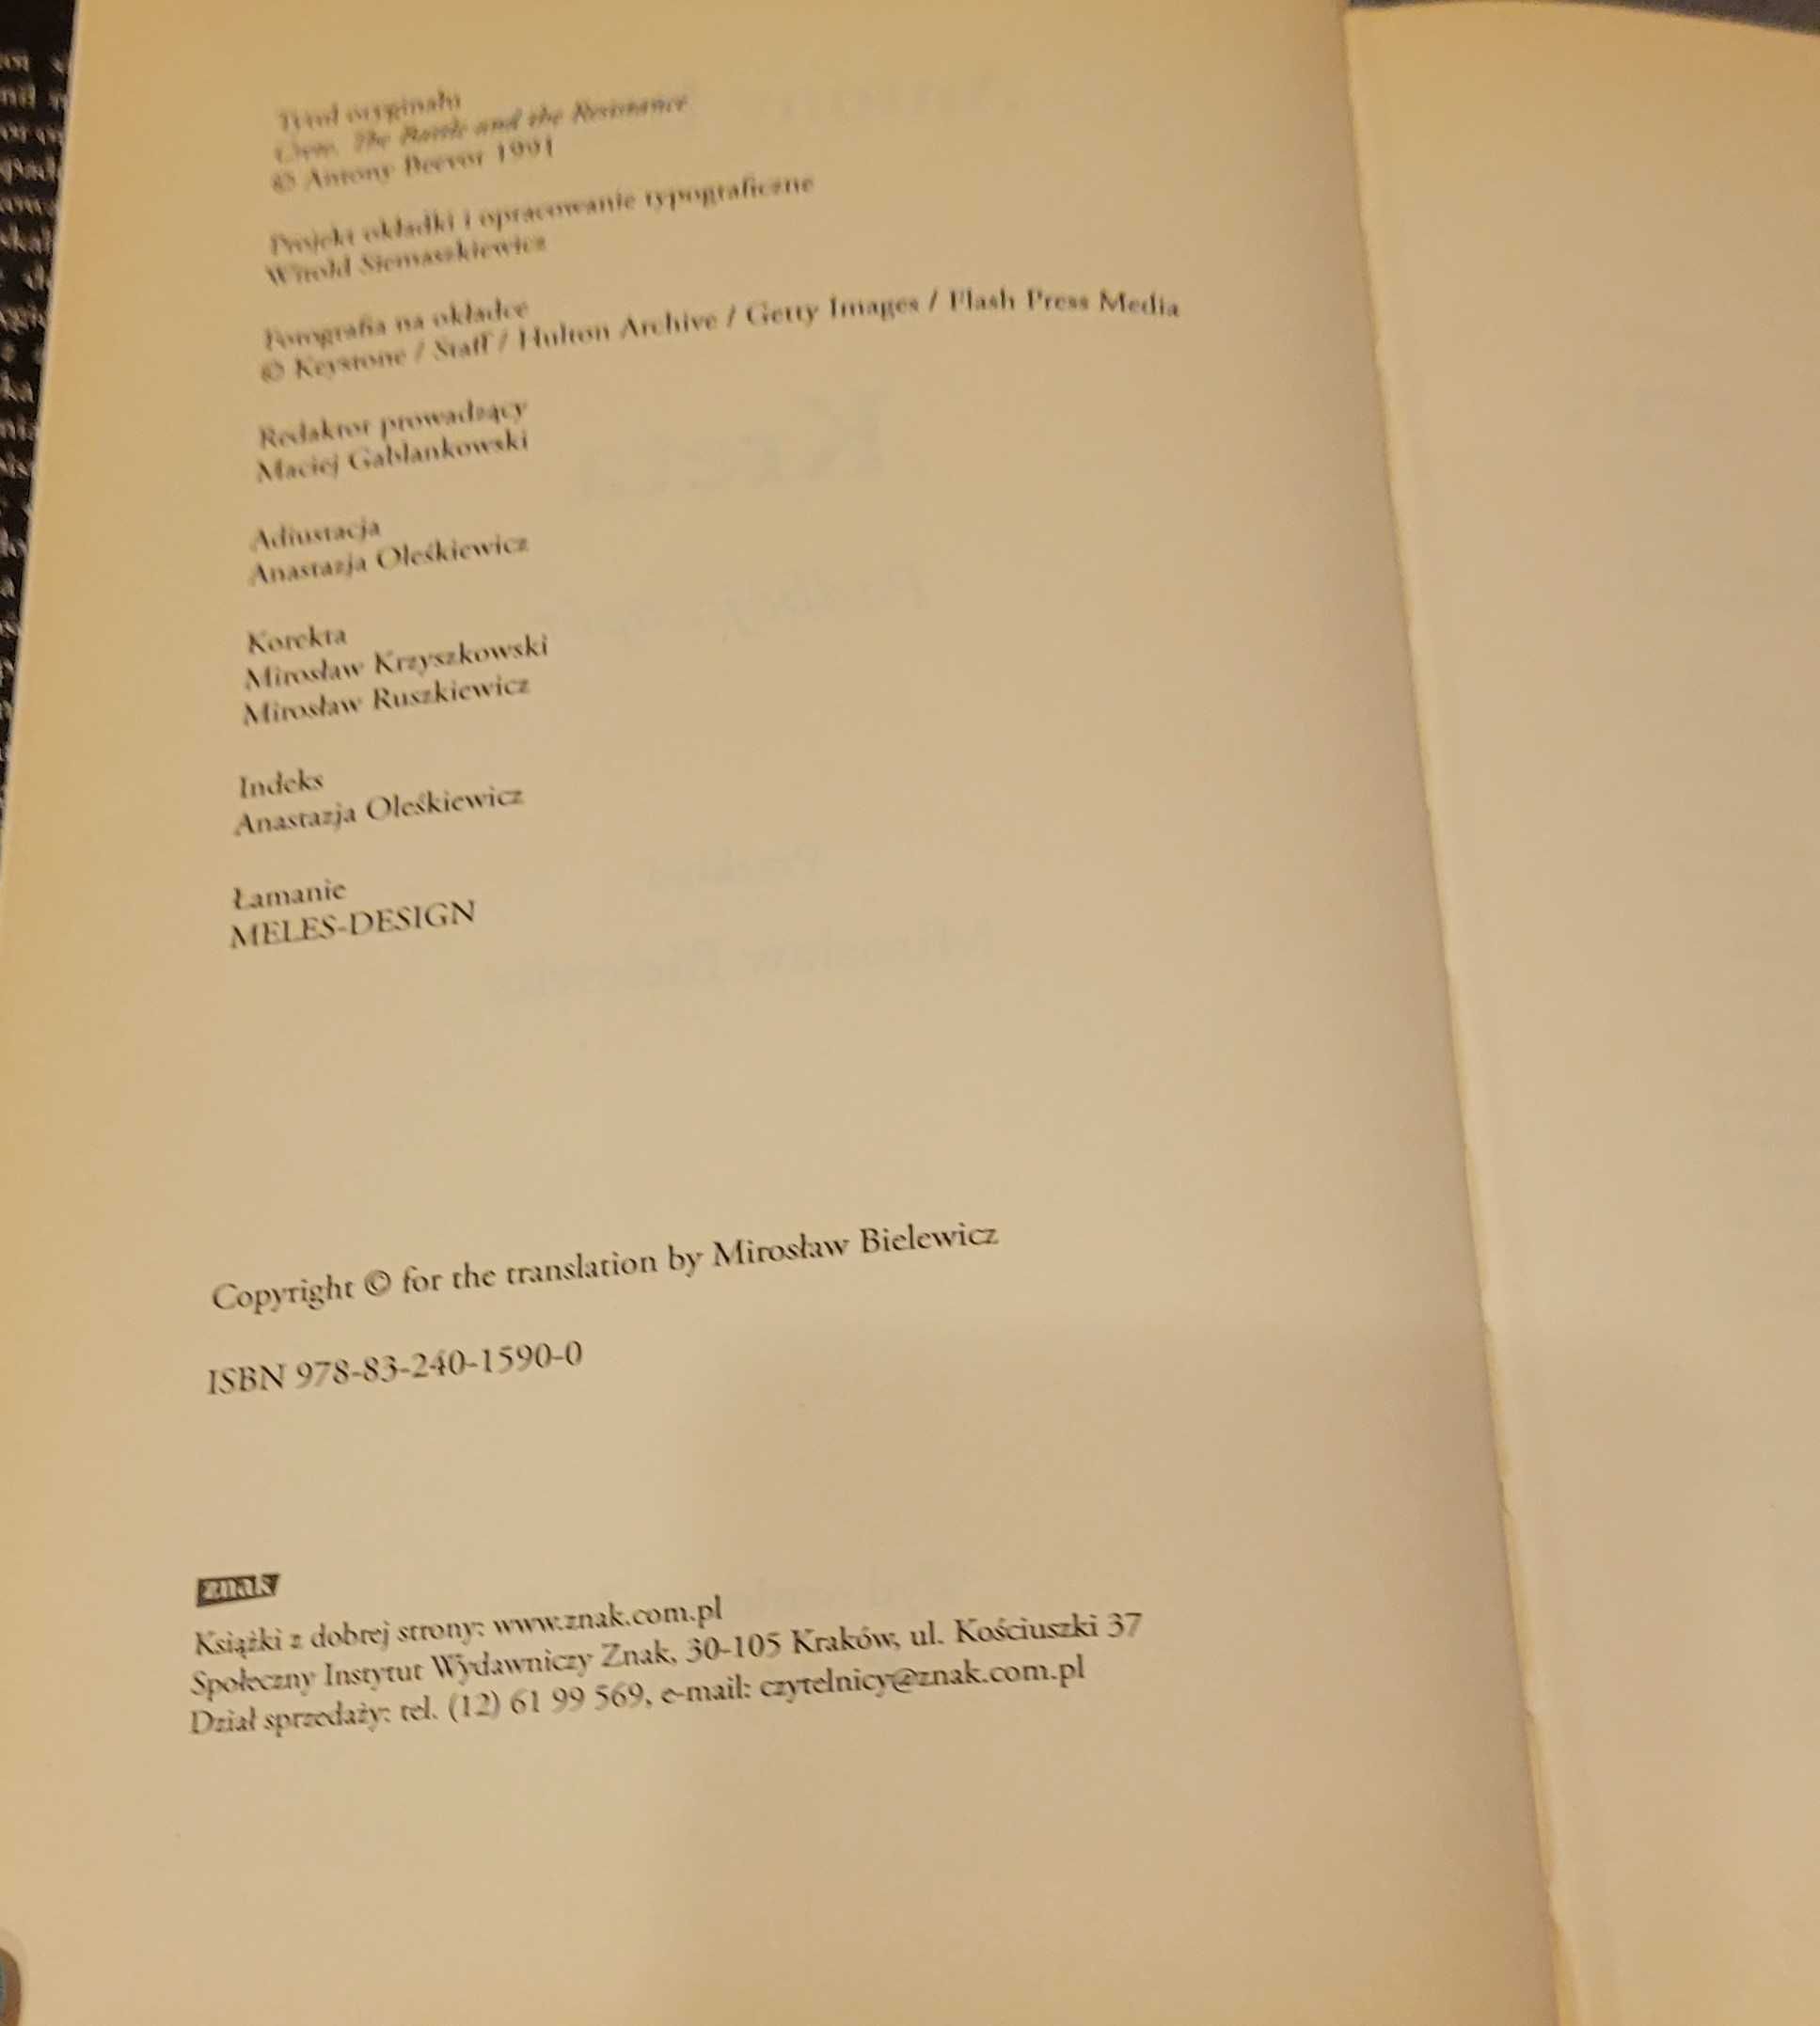 Tytuł oryginału
Crete. The Battle and the Resistance
© Antony Beevor 1991
Projekt okładki i opracowanie typograficzne
Witold Siemaszkiewicz
Fotografia na okładce
© Keystone / Staff / Hulton Archive / Getty Images / Flash Press Media
Redaktor prowadzący
Maciej Gablankowski
Adiustacja
Anastazja Oleśkiewicz
Korekta
Mirosław Krzyszkowski
Mirosław Ruszkiewicz
Indeks
Anastazja Oleśkiewicz
Łamanie
MELES-DESIGN
Copyright © for the translation by Mirosław Bielewicz
ISBN 978-83-240-1590-0
znak
Książki z dobrej strony: www.znak.com.pl
Społeczny Instytut Wydawniczy Znak, 30-105 Kraków, ul. Kościuszki 37
Dział sprzedaży: tel. (12) 61 99 569, e-mail: czytelnicy@znak.com.pl